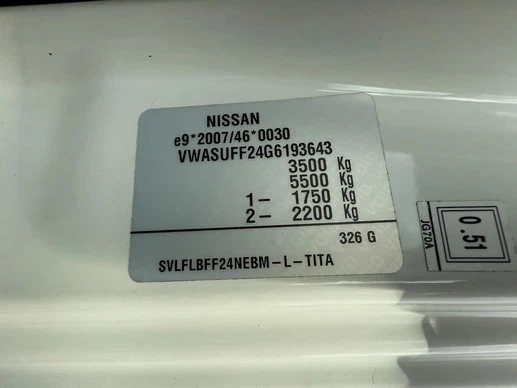 NISSAN
e9*2007/46*0030
VWASUFF24G6193643
3500 Kg
5500 Kg
1- 1750 Kg
2- 2200 Kg
326 G
SVLFLBFF24NEBM-L-TITA
0.51
JG70A